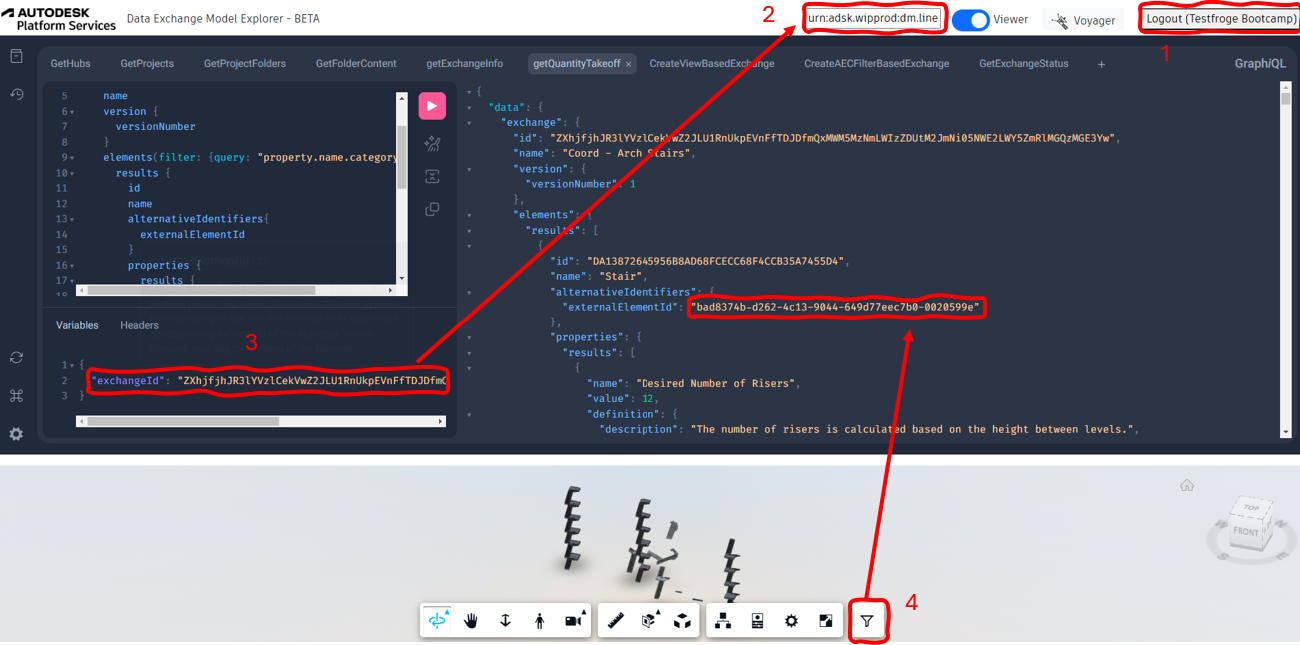 AUTODESK
Platform Services
Data Exchange Model Explorer - BETA
2
urn:adsk.wipprod:dm.line
Viewer
Voyager
Logout (Testfroge Bootcamp)
1
GetHubs
GetProjects
GetProjectFolders
GetFolderContent
getExchangeInfo
getQuantityTakeoff ×
CreateViewBasedExchange
CreateAECFilterBasedExchange
GetExchangeStatus
+
GraphiQL
5 name
6 version {
7 versionNumber
8 }
9 elements(filter: {query: "property.name.category
10 results {
11 id
12 name
13 alternativeIdentifiers{
14 externalElementId
15 }
16 properties {
17 results {
18
Variables
Headers
3
1 {
2 "exchangeId": "ZXhjfjhJR3lYVzlCekVwZ2JLU1RnUkpEVnFfTDJDfmQ
3 }
{
"data": {
"exchange": {
"id": "ZXhjfjhJR3lYVzlCekVwZ2JLU1RnUkpEVnFfTDJDfmQxMWM5MzNmLWIzZDUtM2JmNi05NWE2LWY5ZmRlMGQzMGE3Yw",
"name": "Coord - Arch Stairs",
"version": {
"versionNumber": 1
},
"elements": {
"results": [
{
"id": "DA13872645956B8AD68FCECC68F4CCB35A7455D4",
"name": "Stair",
"alternativeIdentifiers": {
"externalElementId": "bad8374b-d262-4c13-9044-649d77eec7b0-0020599e"
},
"properties": {
"results": [
{
"name": "Desired Number of Risers",
"value": 12,
"definition": {
"description": "The number of risers is calculated based on the height between levels.",
TOP
FRONT
W
N
S
E
4